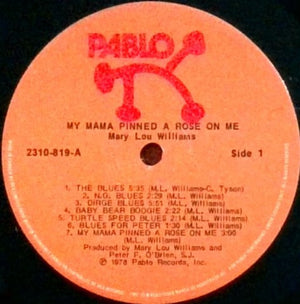 PABLO
MY MAMA PINNED A ROSE ON ME
Mary Lou Williams
2310-819-A Side 1
1. THE BLUES 5:35 (M.L. Williams-C. Tyson)
2. N.G. BLUES 2:29 (M.L. Williams)
3. DIRGE BLUES 5:51 (M.L. Williams)
4. BABY BEAR BOOGIE 2:22 (M.L. Williams)
5. TURTLE SPEED BLUES 2:14 (M.L. Williams)
6. BLUES FOR PETER 1:30 (M.L. Williams)
7. MY MAMA PINNED A ROSE ON ME 3:00
(M.L. Williams)
Produced by Mary Lou Williams and
Peter F. O'Brien, S.J.
© 1978 Pablo Records, Inc.